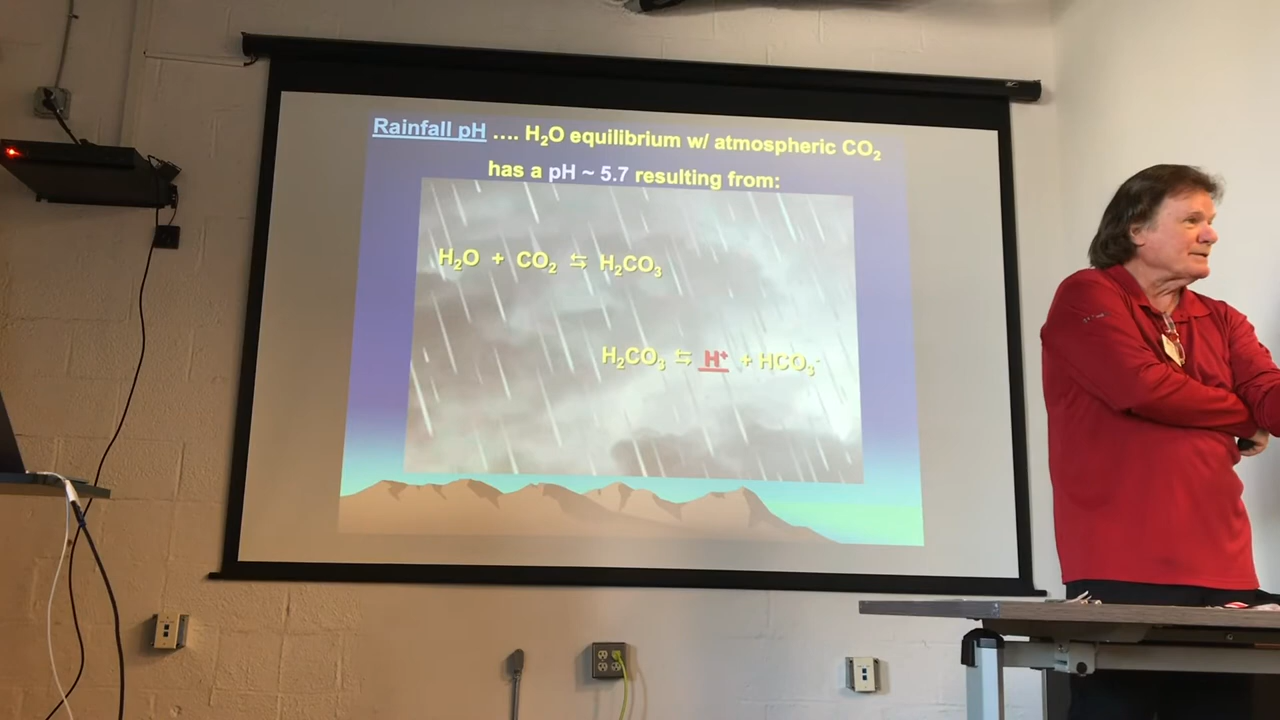 Rainfall pH .... H₂O equilibrium w/ atmospheric CO₂
has a pH ~ 5.7 resulting from:
H₂O + CO₂ ⇆ H₂CO₃
H₂CO₃ ⇆ H⁺ + HCO₃⁻